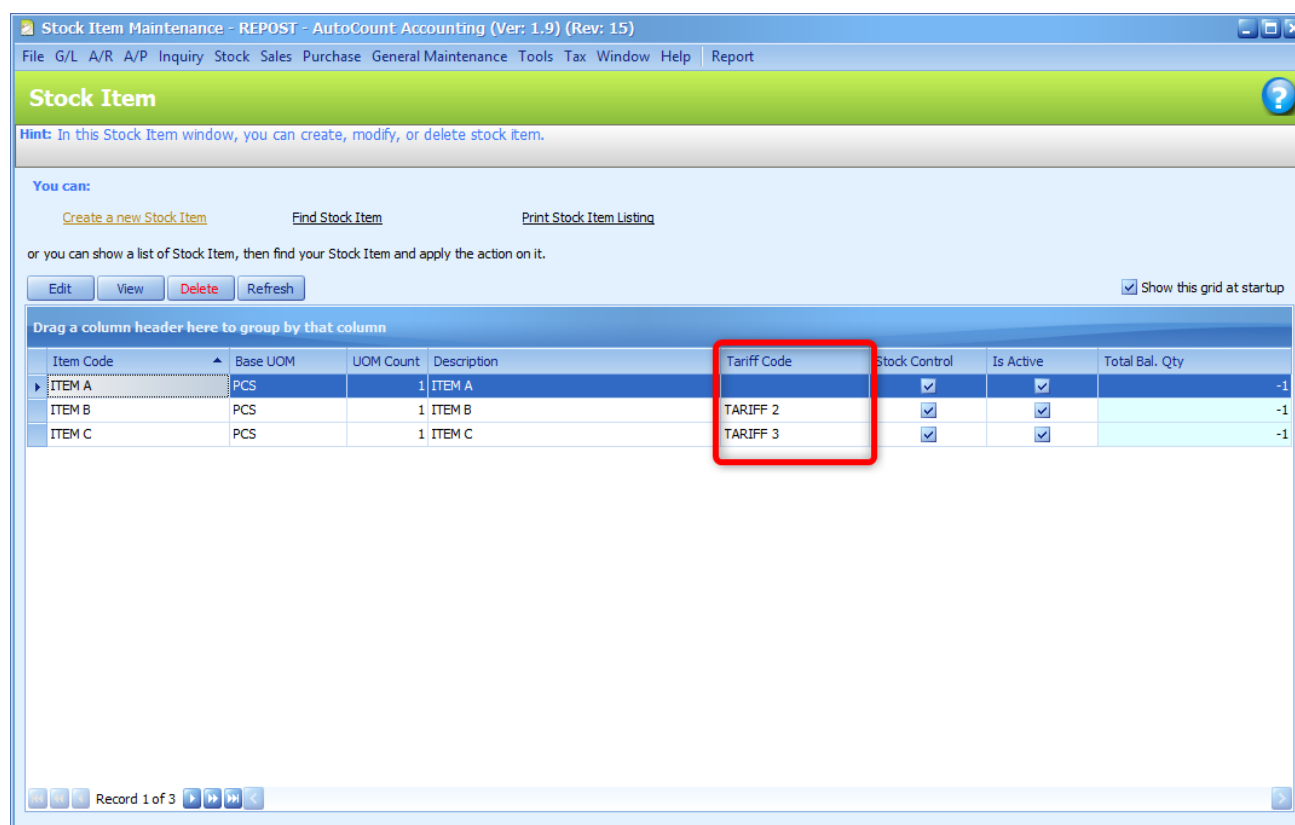 Stock Item Maintenance - REPOST - AutoCount Accounting (Ver: 1.9) (Rev: 15)
File G/L A/R A/P Inquiry Stock Sales Purchase General Maintenance Tools Tax Window Help Report
Stock Item
?
Hint: In this Stock Item window, you can create, modify, or delete stock item.
You can:
Create a new Stock Item Find Stock Item Print Stock Item Listing
or you can show a list of Stock Item, then find your Stock Item and apply the action on it.
Edit View Delete Refresh Show this grid at startup
Drag a column header here to group by that column
Item Code Base UOM UOM Count Description Tariff Code Stock Control Is Active Total Bal. Qty
ITEM A PCS 1 ITEM A -1
ITEM B PCS 1 ITEM B TARIFF 2 -1
ITEM C PCS 1 ITEM C TARIFF 3 -1
Record 1 of 3